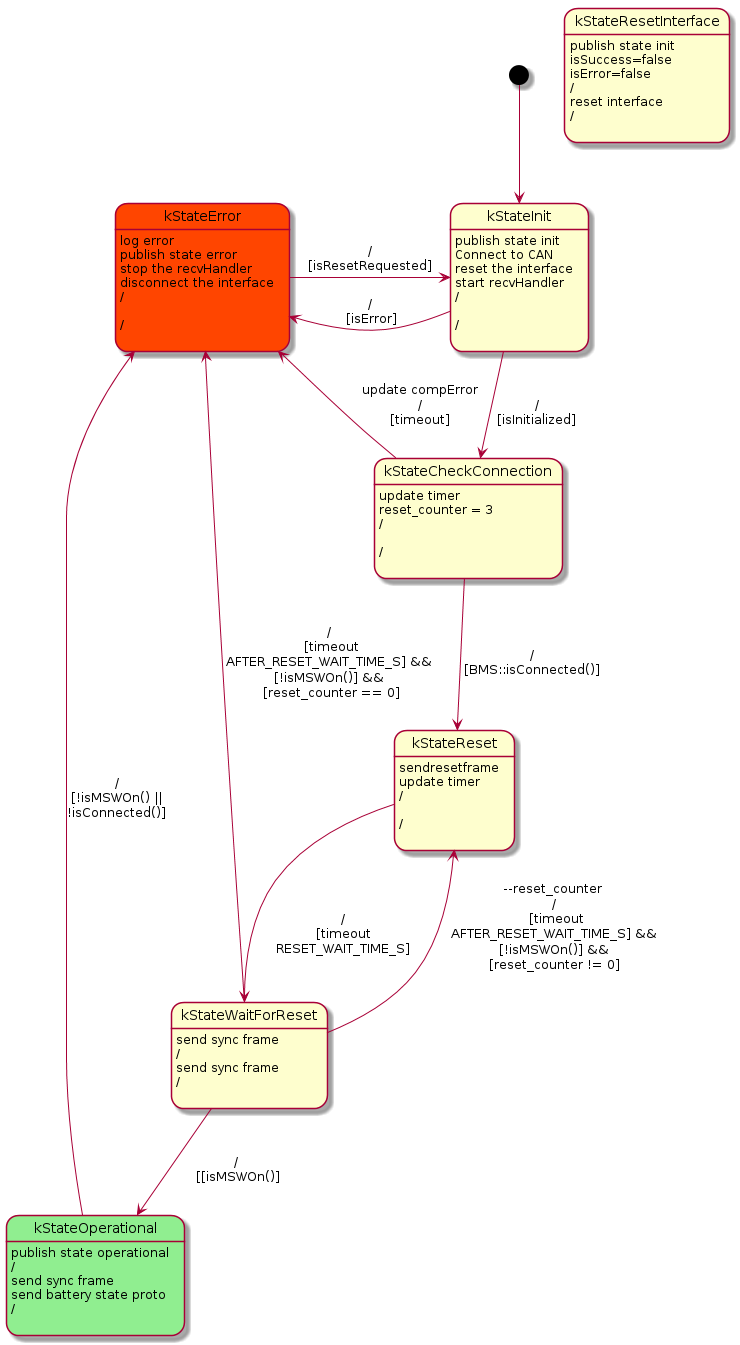 kStateResetInterface
publish state init
isSuccess=false
isError=false
/
reset interface
/
kStateError
log error
publish state error
stop the recvHandler
disconnect the interface
/
/
/
[isResetRequested]
/
[isError]
kStateInit
publish state init
Connect to CAN
reset the interface
start recvHandler
/
/
update compError
/
[timeout]
/
[isInitialized]
kStateCheckConnection
update timer
reset_counter = 3
/
/
/
[timeout
AFTER_RESET_WAIT_TIME_S] &&
[!isMSWOn()] &&
[reset_counter == 0]
/
[BMS::isConnected()]
kStateReset
sendresetframe
update timer
/
/
/
[!isMSWOn() ||
!isConnected()]
/
[timeout
RESET_WAIT_TIME_S]
--reset_counter
/
[timeout
AFTER_RESET_WAIT_TIME_S] &&
[!isMSWOn()] &&
[reset_counter != 0]
kStateWaitForReset
send sync frame
/
send sync frame
/
/
[[isMSWOn()]
kStateOperational
publish state operational
/
send sync frame
send battery state proto
/